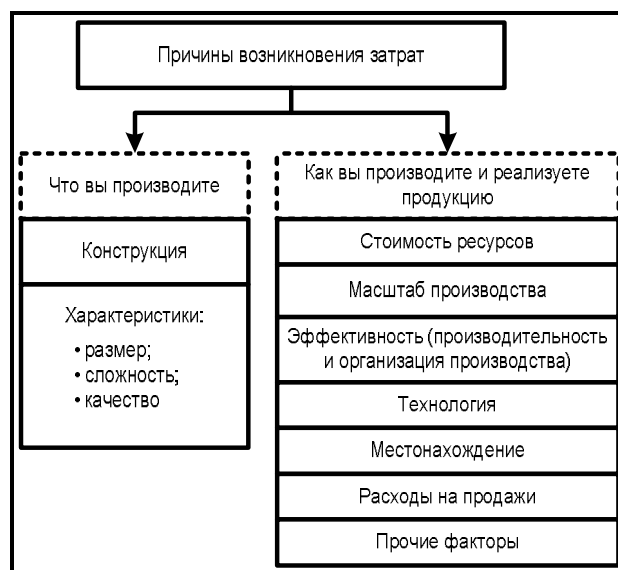 Причины возникновения затрат
Что вы производите
Конструкция
Характеристики:
• размер;
• сложность;
• качество
Как вы производите и реализуете
продукцию
Стоимость ресурсов
Масштаб производства
Эффективность (производительность
и организация производства)
Технология
Местонахождение
Расходы на продажи
Прочие факторы